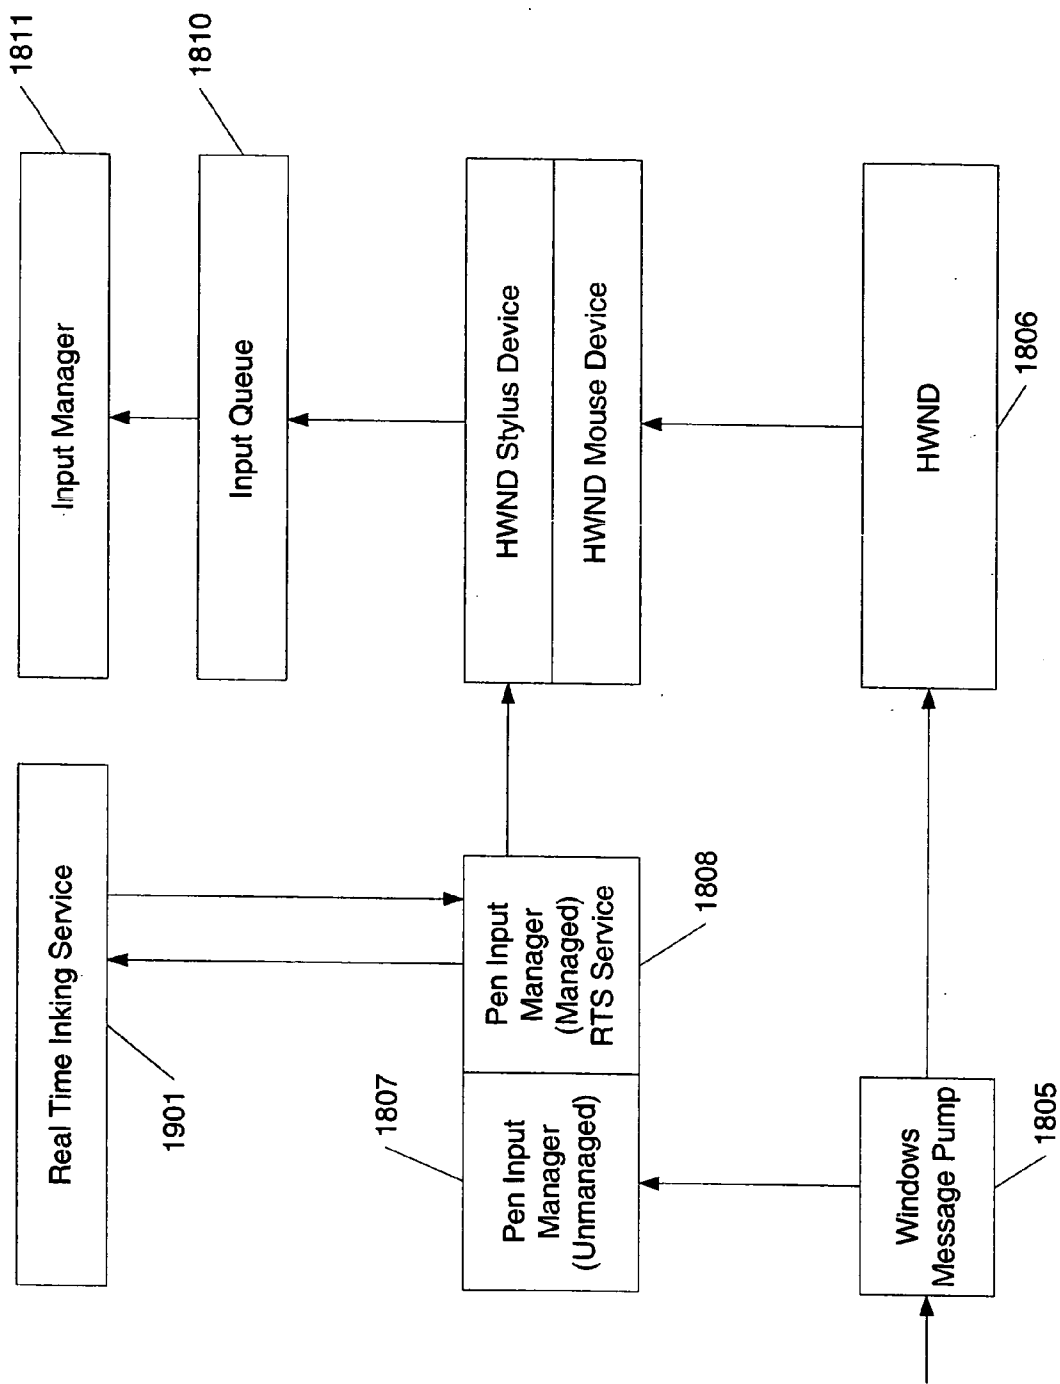 1811
Real Time Inking Service
Input Manager
1901
1810
Input Queue
1807
Pen Input
Manager
(Unmanaged)
Pen Input
Manager
(Managed)
RTS Service
HWND Stylus Device
HWND Mouse Device
1808
Windows
Message Pump
HWND
1805
1806